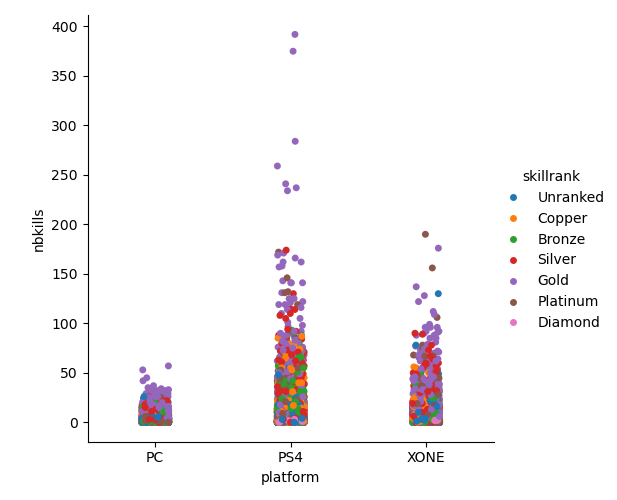 400
350
300
250
200
150
100
50
0
nbkills
PC
PS4
XONE
platform
skillrank
Unranked
Copper
Bronze
Silver
Gold
Platinum
Diamond